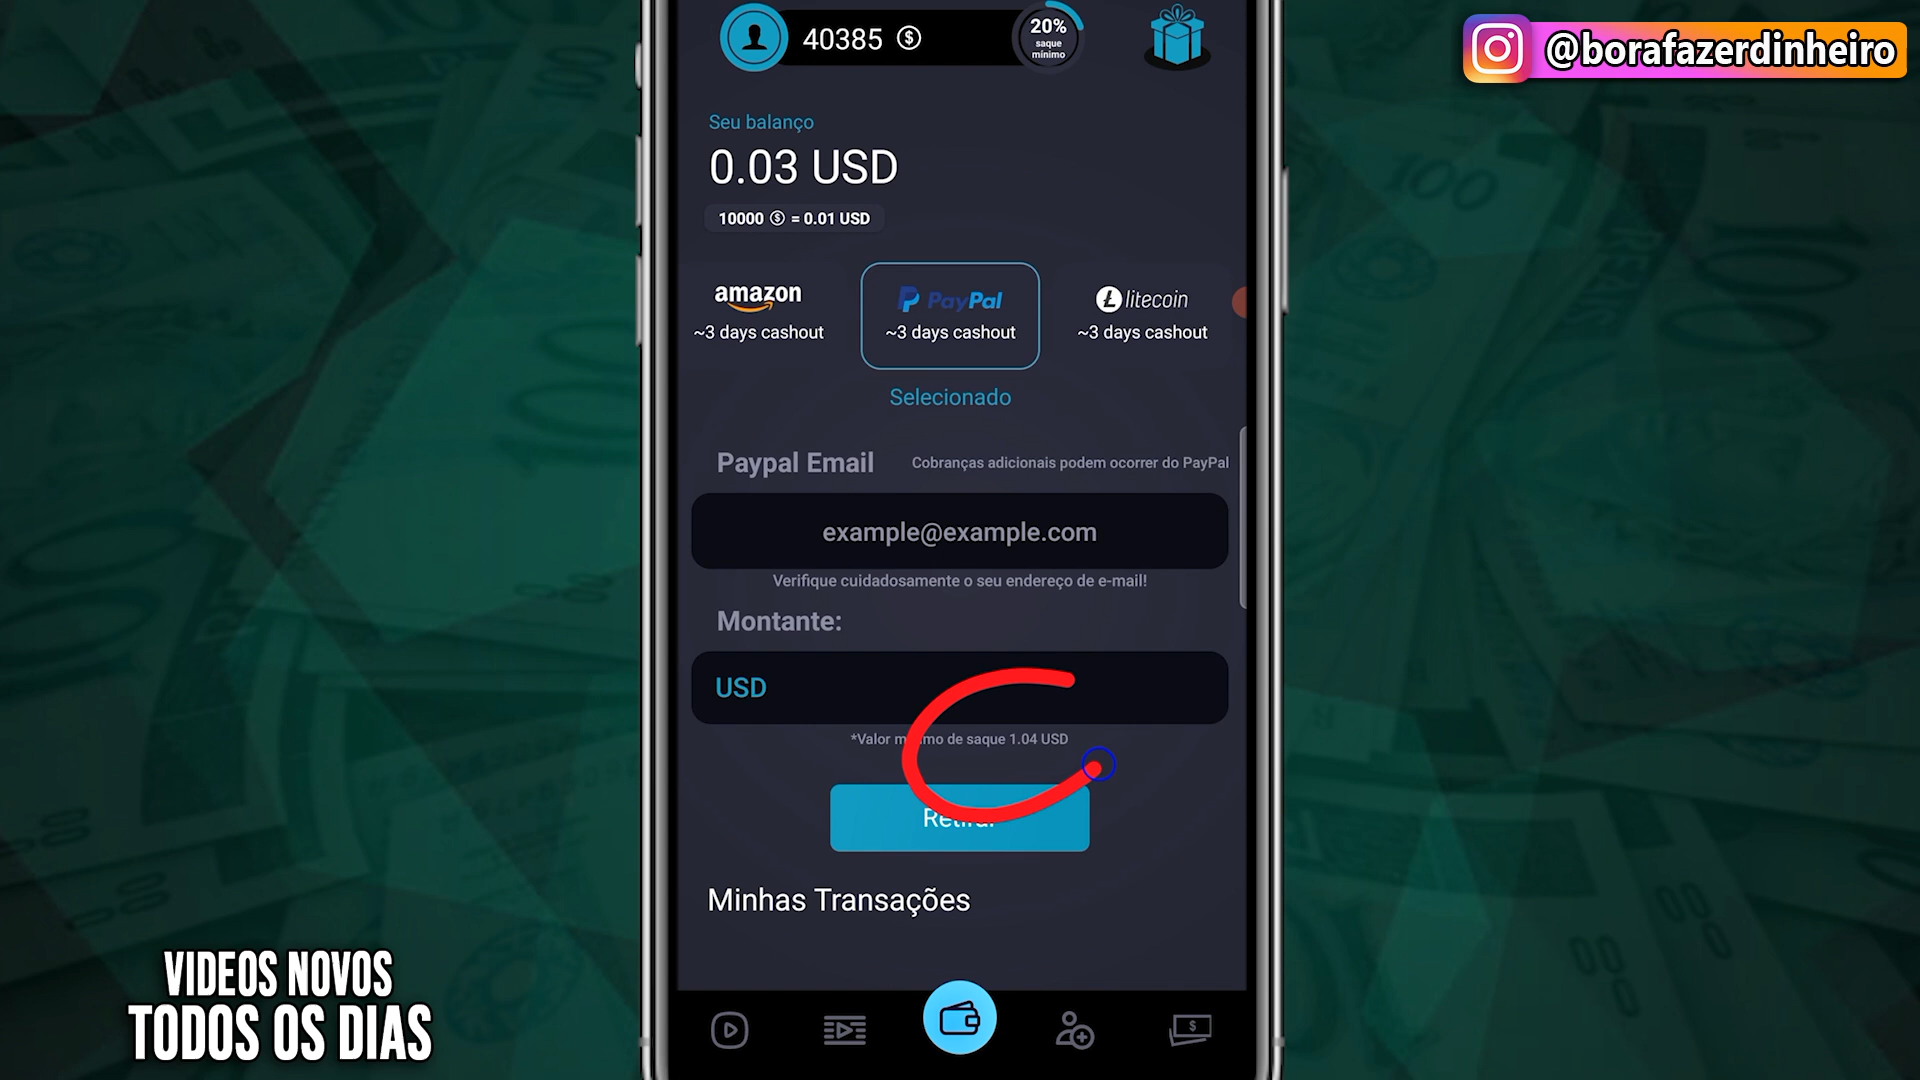 40385
20%
saque
mínimo
@borafazerdinheiro
Seu balanço
0.03 USD
10000 = 0.01 USD
amazon
~3 days cashout
PayPal
~3 days cashout
litecoin
~3 days cashout
Selecionado
Paypal Email
Cobranças adicionais podem ocorrer do PayPal
example@example.com
Verifique cuidadosamente o seu endereço de e-mail!
Montante:
USD
*Valor de saque 1.04 USD
Retirar
Minhas Transações
VIDEOS NOVOS
TODOS OS DIAS